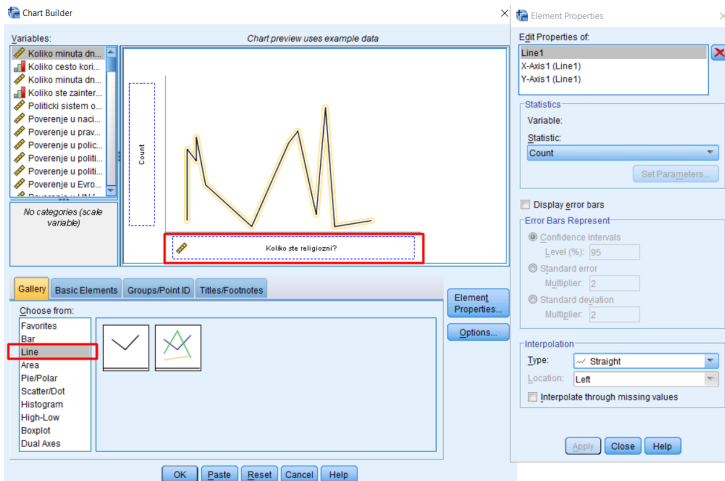 Chart Builder
Variables:
Chart preview uses example data
Koliko minuta dn...
Koliko cesto kori...
Koliko minuta dn...
Koliko ste zainter...
Politicki sistem o...
Poverenje u naci...
Poverenje u prav...
Poverenje u polic...
Poverenje u politi...
Poverenje u politi...
Poverenje u Evro...
No categories (scale
variable)
Count
Koliko ste religiozni?
Gallery
Basic Elements
Groups/Point ID
Titles/Footnotes
Choose from:
Favorites
Bar
Line
Area
Pie/Polar
Scatter/Dot
Histogram
High-Low
Boxplot
Dual Axes
Element
Properties...
Options...
OK
Paste
Reset
Cancel
Help
Element Properties
Edit Properties of:
Line1
X-Axis1 (Line1)
Y-Axis1 (Line1)
Statistics
Variable:
Statistic:
Count
Set Parameters...
Display error bars
Error Bars Represent
Confidence intervals
Level (%): 95
Standard error
Multiplier: 2
Standard deviation
Multiplier: 2
Interpolation
Type: Straight
Location: Left
Interpolate through missing values
Apply
Close
Help